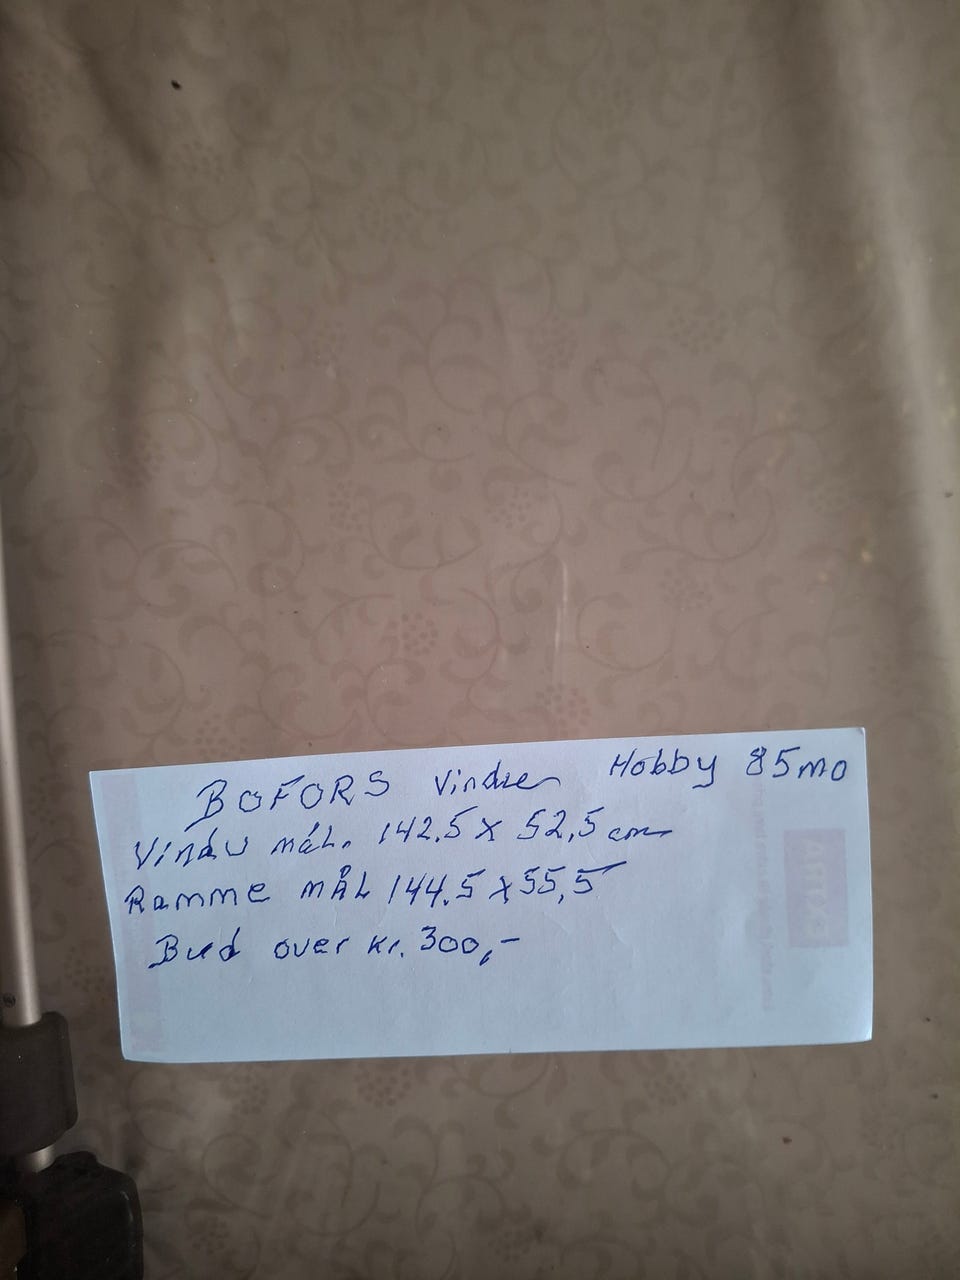 BOFORS Vindue Hobby 85mo
Vindu mål. 142.5 x 52,5 cm
Ramme MÅL 144.5 x 55,5
Bud over kr. 300,-
EXTRA